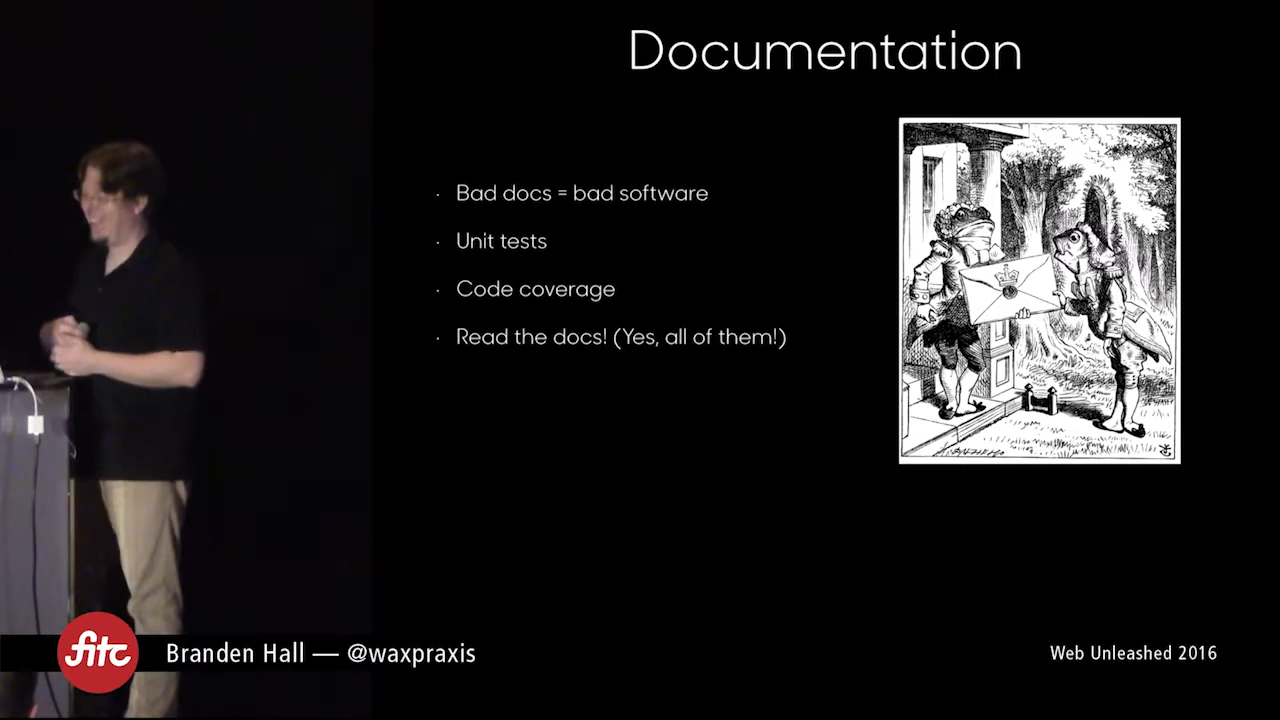 Documentation
· Bad docs = bad software
· Unit tests
· Code coverage
· Read the docs! (Yes, all of them!)
fitc
Branden Hall — @waxpraxis
Web Unleashed 2016